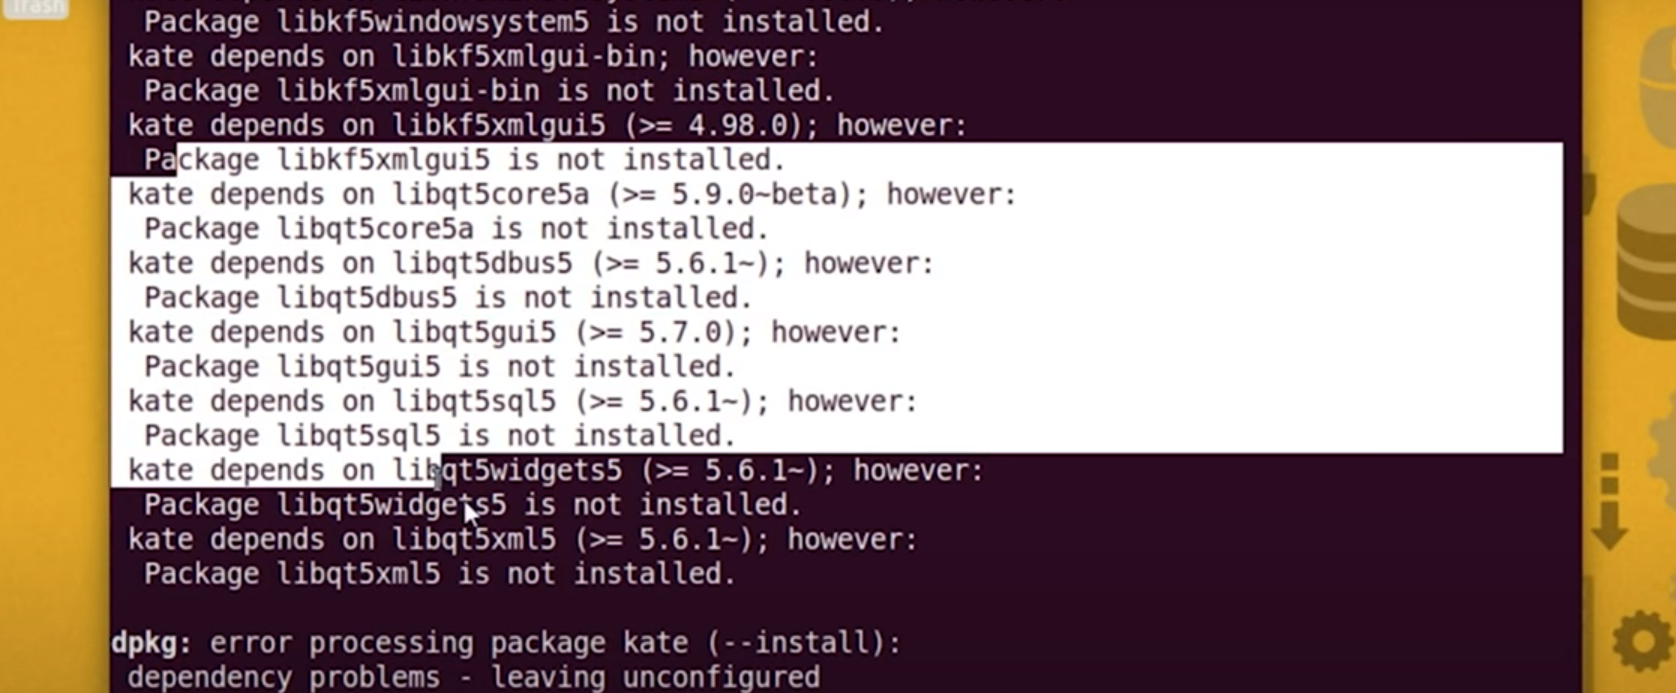 Trash
Package libkf5windowsystem5 is not installed.
kate depends on libkf5xmlgui-bin; however:
Package libkf5xmlgui-bin is not installed.
kate depends on libkf5xmlgui5 (>= 4.98.0); however:
Package libkf5xmlgui5 is not installed.
kate depends on libqt5core5a (>= 5.9.0~beta); however:
Package libqt5core5a is not installed.
kate depends on libqt5dbus5 (>= 5.6.1~); however:
Package libqt5dbus5 is not installed.
kate depends on libqt5gui5 (>= 5.7.0); however:
Package libqt5gui5 is not installed.
kate depends on libqt5sql5 (>= 5.6.1~); however:
Package libqt5sql5 is not installed.
kate depends on libqt5widgets5 (>= 5.6.1~); however:
Package libqt5widgets5 is not installed.
kate depends on libqt5xml5 (>= 5.6.1~); however:
Package libqt5xml5 is not installed.
dpkg: error processing package kate (--install):
dependency problems - leaving unconfigured